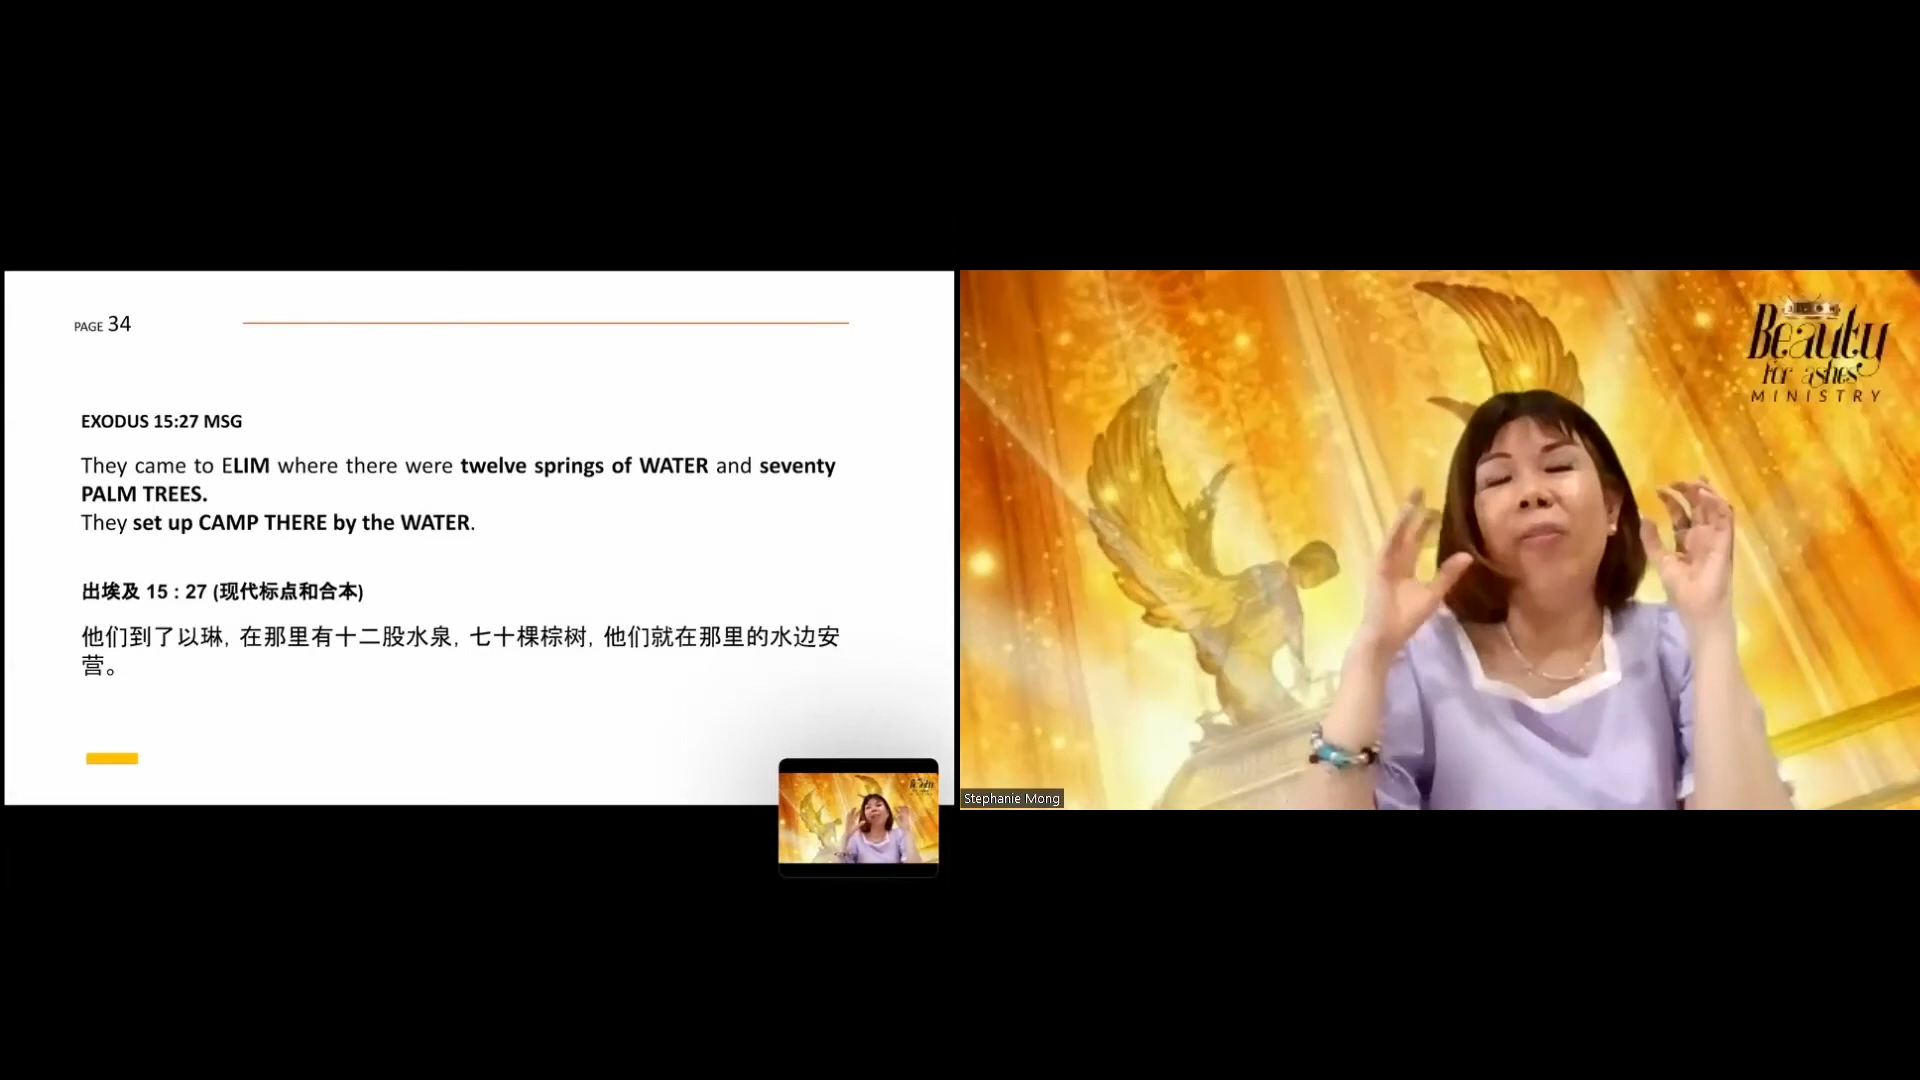 PAGE 34
EXODUS 15:27 MSG
They came to ELIM where there were twelve springs of WATER and seventy
PALM TREES.
They set up CAMP THERE by the WATER.
出埃及 15 : 27 (现代标点和合本)
他们到了以琳, 在那里有十二股水泉, 七十棵棕树, 他们就在那里的水边安
营。
Beauty
for ashes
MINISTRY
Stephanie Mong